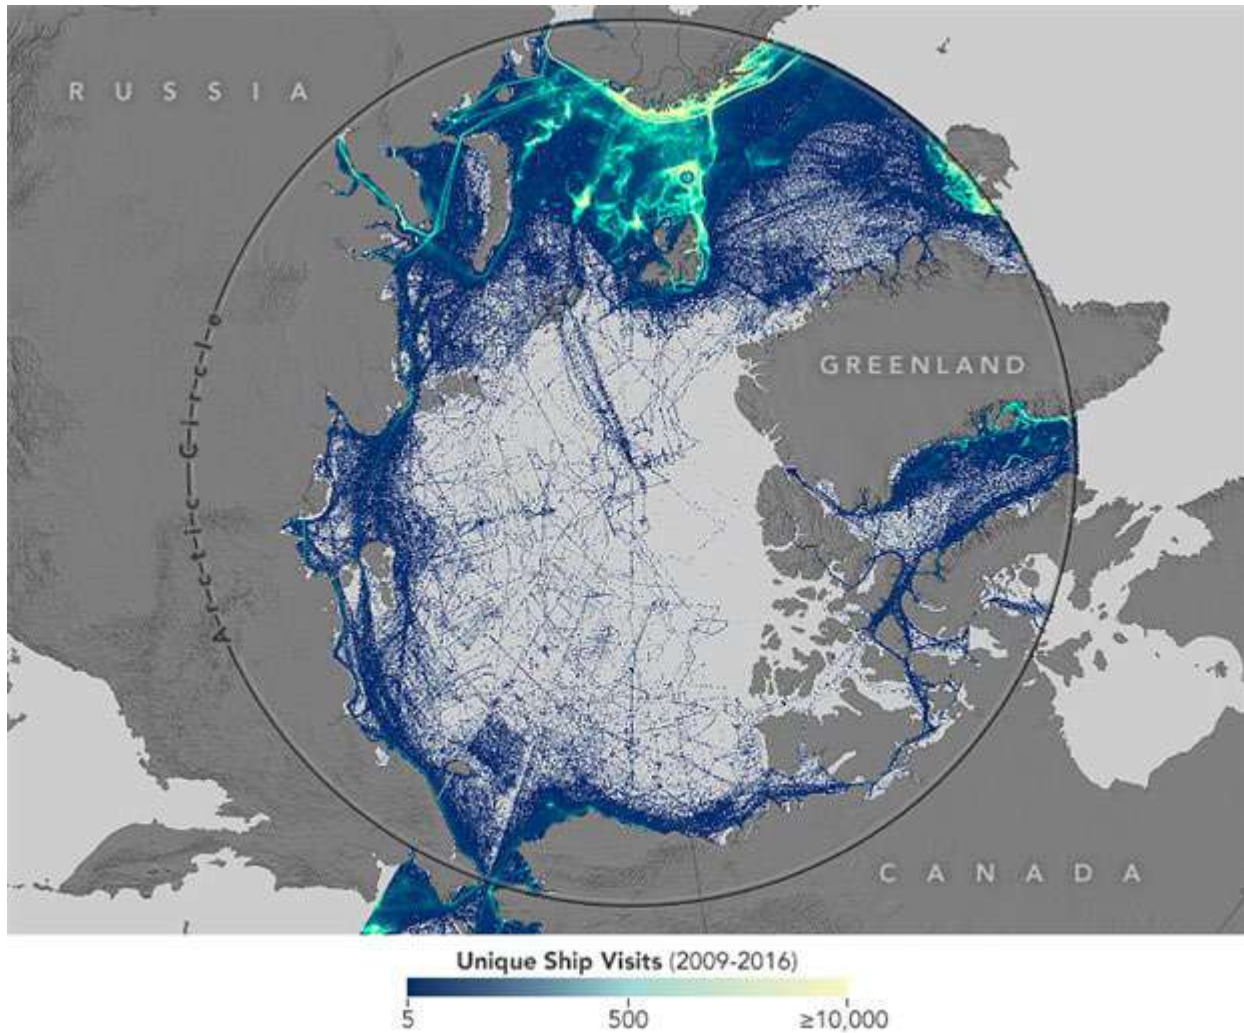 RUSSIA
Arctic Circle
GREENLAND
CANADA
Unique Ship Visits (2009-2016)
5 500 ≥10,000